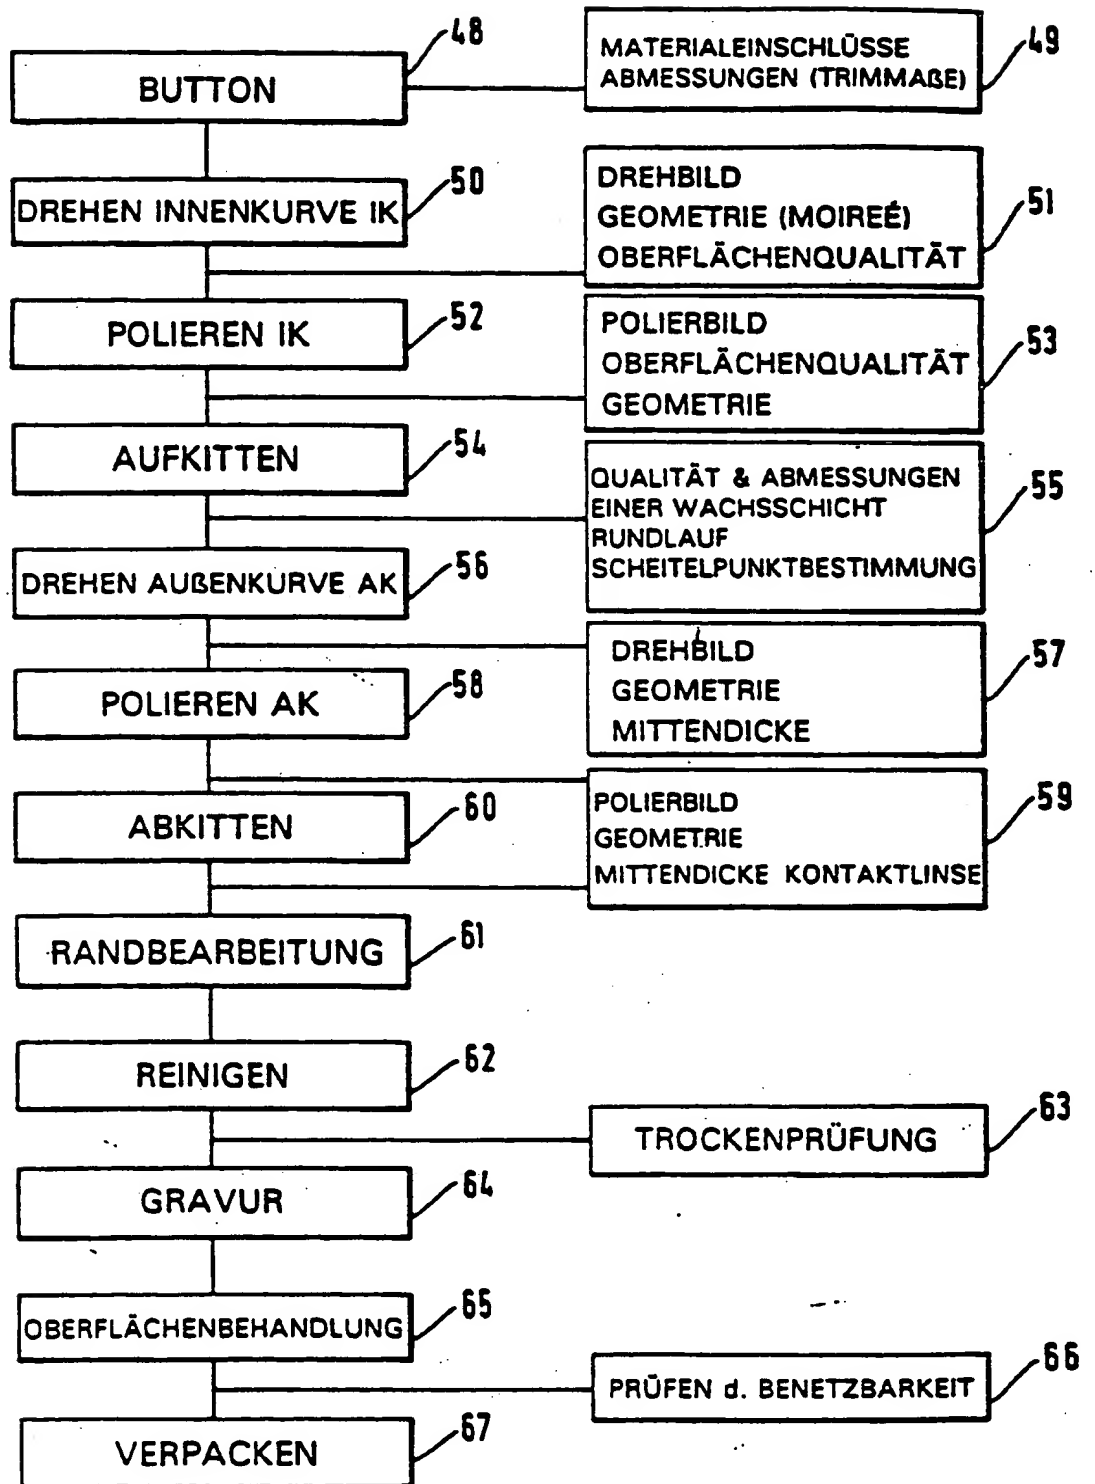 48
BUTTON
MATERIALEINSCHLÜSSE
ABMESSUNGEN (TRIMMAßE)
49
50
DREHEN INNENKURVE IK
DREHBILD
GEOMETRIE (MOIREÉ)
OBERFLÄCHENQUALITÄT
51
52
POLIEREN IK
POLIERBILD
OBERFLÄCHENQUALITÄT
GEOMETRIE
53
54
AUFKITTEN
QUALITÄT & ABMESSUNGEN
EINER WACHSSCHICHT
RUNDLAUF
SCHEITELPUNKTBESTIMMUNG
55
56
DREHEN AUßENKURVE AK
DREHBILD
GEOMETRIE
MITTENDICKE
57
58
POLIEREN AK
POLIERBILD
GEOMETRIE
MITTENDICKE KONTAKTLINSE
59
60
ABKITTEN
61
RANDBEARBEITUNG
62
REINIGEN
TROCKENPRÜFUNG
63
64
GRAVUR
65
OBERFLÄCHENBEHANDLUNG
PRÜFEN d. BENETZBARKEIT
66
67
VERPACKEN